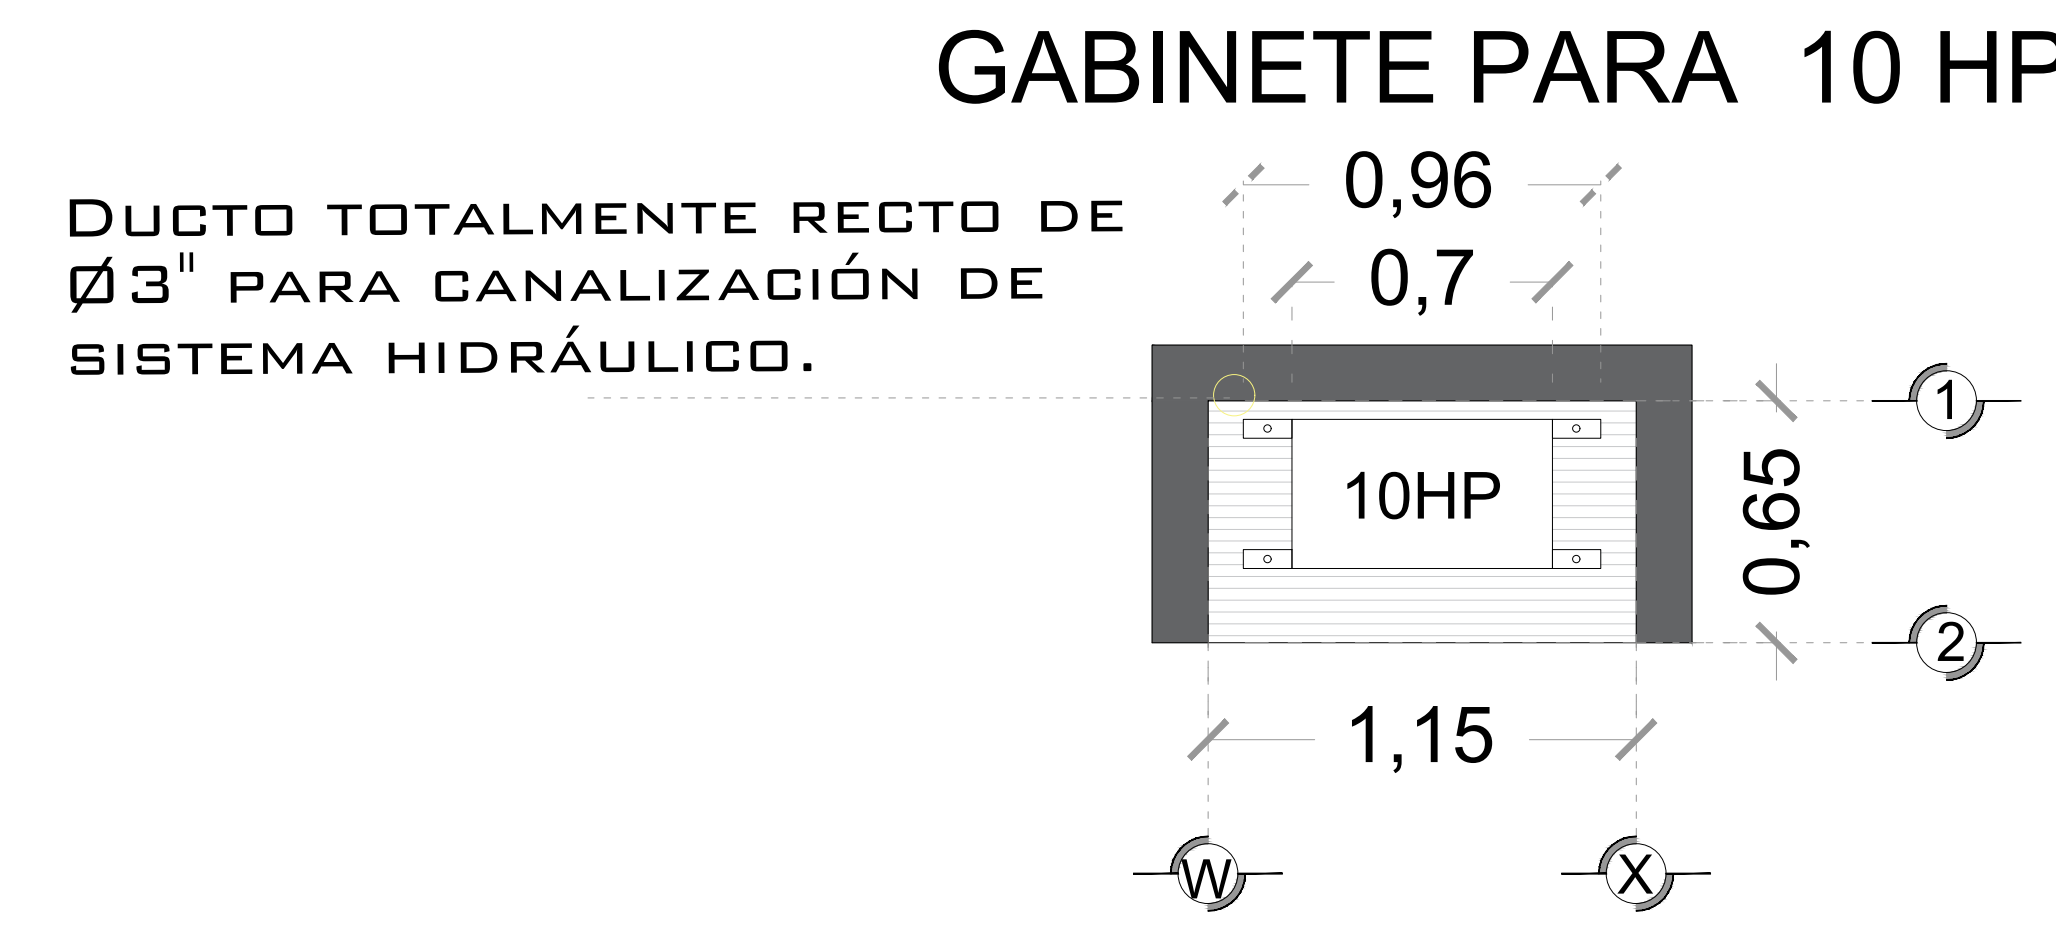 GABINETE PARA 10 HP
DUCTO TOTALMENTE RECTO DE
Ø3" PARA CANALIZACIÓN DE
SISTEMA HIDRÁULICO.
0,96
0,7
10HP
1
0,65
2
1,15
W
X